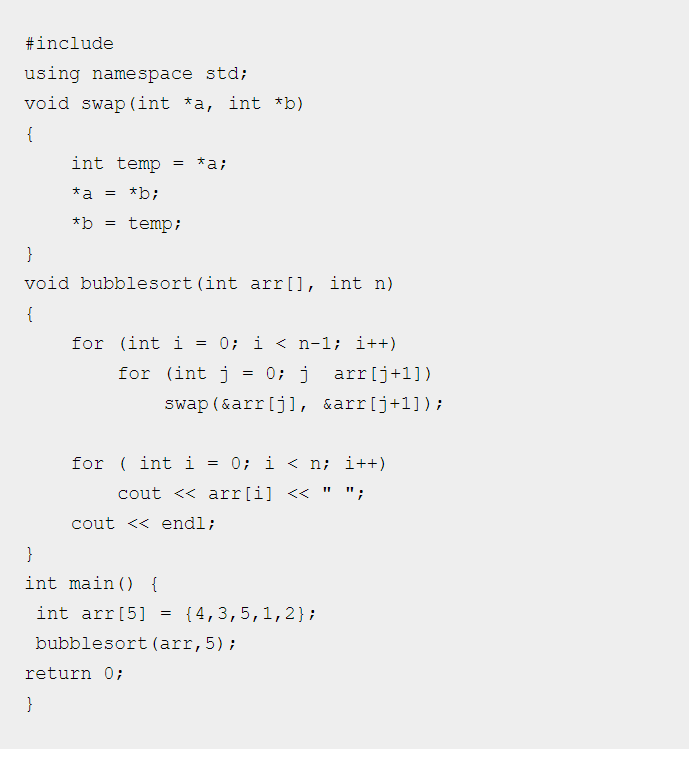 #include
using namespace std;
void swap(int *a, int *b)
{
    int temp = *a;
    *a = *b;
    *b = temp;
}
void bubblesort(int arr[], int n)
{
    for (int i = 0; i < n-1; i++)
        for (int j = 0; j  arr[j+1])
            swap(&arr[j], &arr[j+1]);

    for ( int i = 0; i < n; i++)
        cout << arr[i] << " ";
    cout << endl;
}
int main() {
 int arr[5] = {4,3,5,1,2};
 bubblesort(arr,5);
return 0;
}